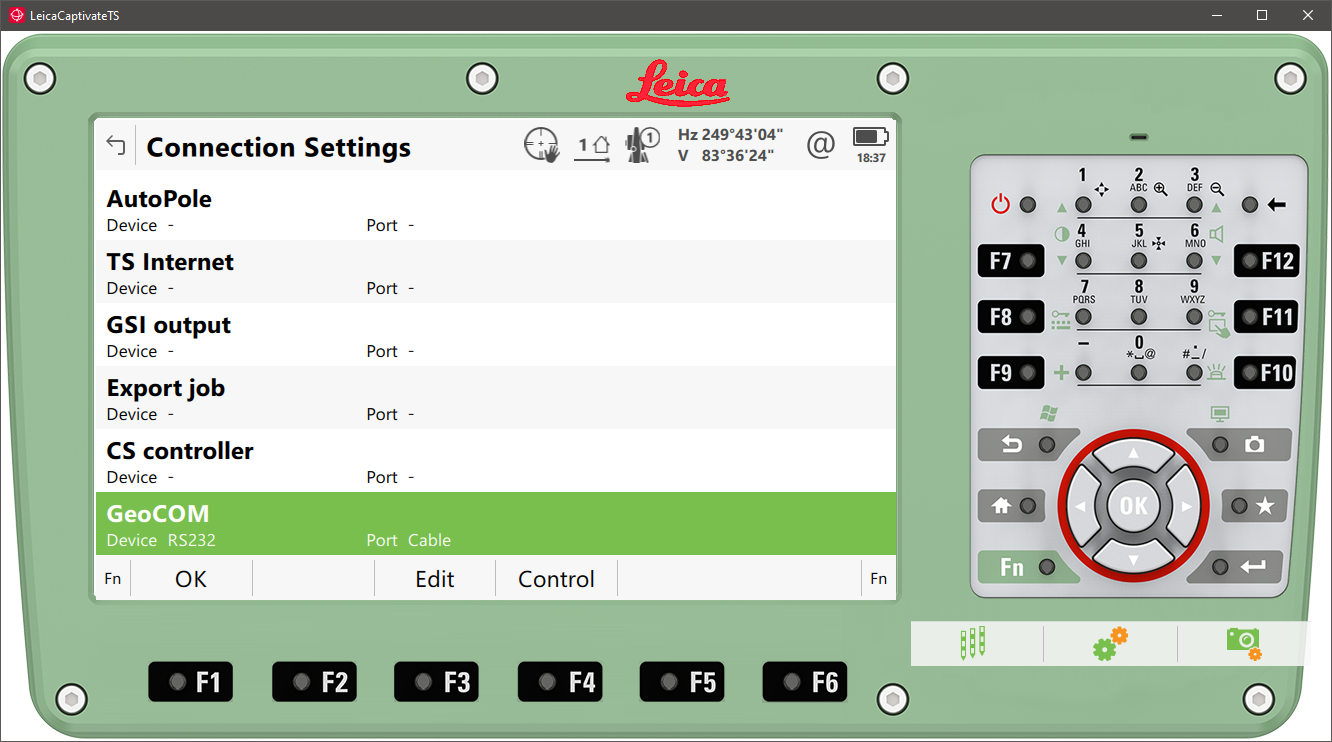 LeicaCaptivateTS
Leica
Connection Settings
1
1
Hz 249°43'04"
V 83°36'24"
@
18:37
AutoPole
Device - Port -
TS Internet
Device - Port -
GSI output
Device - Port -
Export job
Device - Port -
CS controller
Device - Port -
GeoCOM
Device RS232 Port Cable
Fn OK Edit Control Fn
F1 F2 F3 F4 F5 F6
1 2 3
ABC DEF
4 5 6
GHI JKL MNO
F7 F12
7 8 9
PQRS TUV WXYZ
F8 F11
- 0 .
*␣@ #_/
F9 + F10
OK
Fn